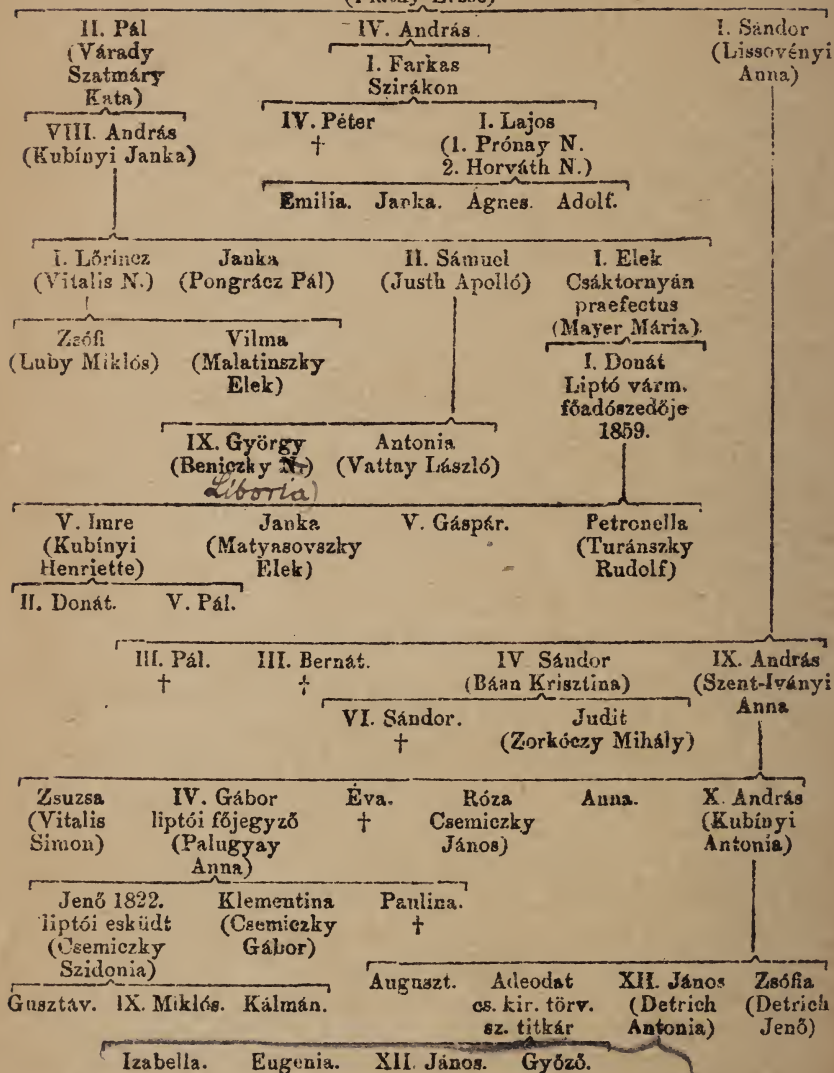 II. Pál IV. András. I. Sándor
(Várady (Lissovényi
Szatmáry I. Farkas Anna)
Kata) Szirákon
VIII. András IV. Péter I. Lajos
(Kubínyi Janka) † (1. Prónay N.
2. Horváth N.)
Emilia. Janka. Ágnes. Adolf.
I. Lőrincz Janka II. Sámuel I. Elek
(Vitalis N.) (Pongrácz Pál) (Justh Apolló) Csáktornyán
praefectus
(Mayer Mária).
Zsófi Vilma
(Luby Miklós) (Malatinszky
Elek)
I. Donát
Liptó várm.
főadószedője
1859.
IX. György Antonia
(Beniczky N.) (Vattay László)
Liboria)
V. Imre Janka V. Gáspár. Petronella
(Kubínyi (Matyasovszky (Turánszky
Henriette) Elek) Rudolf)
II. Donát. V. Pál.
III. Pál. III. Bernát. IV Sándor IX. András
† † (Báan Krisztina) (Szent-Iványi
Anna
VI. Sándor. Judit
† (Zorkóczy Mihály)
Zsuzsa IV. Gábor Éva. Róza Anna. X. András
(Vitalis liptói főjegyző † Csemiczky (Kubínyi
Simon) (Palugyay János) Antonia)
Anna)
Jenő 1822. Klementina Paulina.
liptói esküdt (Csemiczky †
(Csemiczky Gábor)
Szidonia)
Auguszt. Adeodat XII. János Zsófia
cs. kir. törv. (Detrich (Detrich
sz. titkár Antonia) Jenő)
Gusztáv. IX. Miklós. Kálmán.
Izabella. Eugenia. XII. János. Győző.